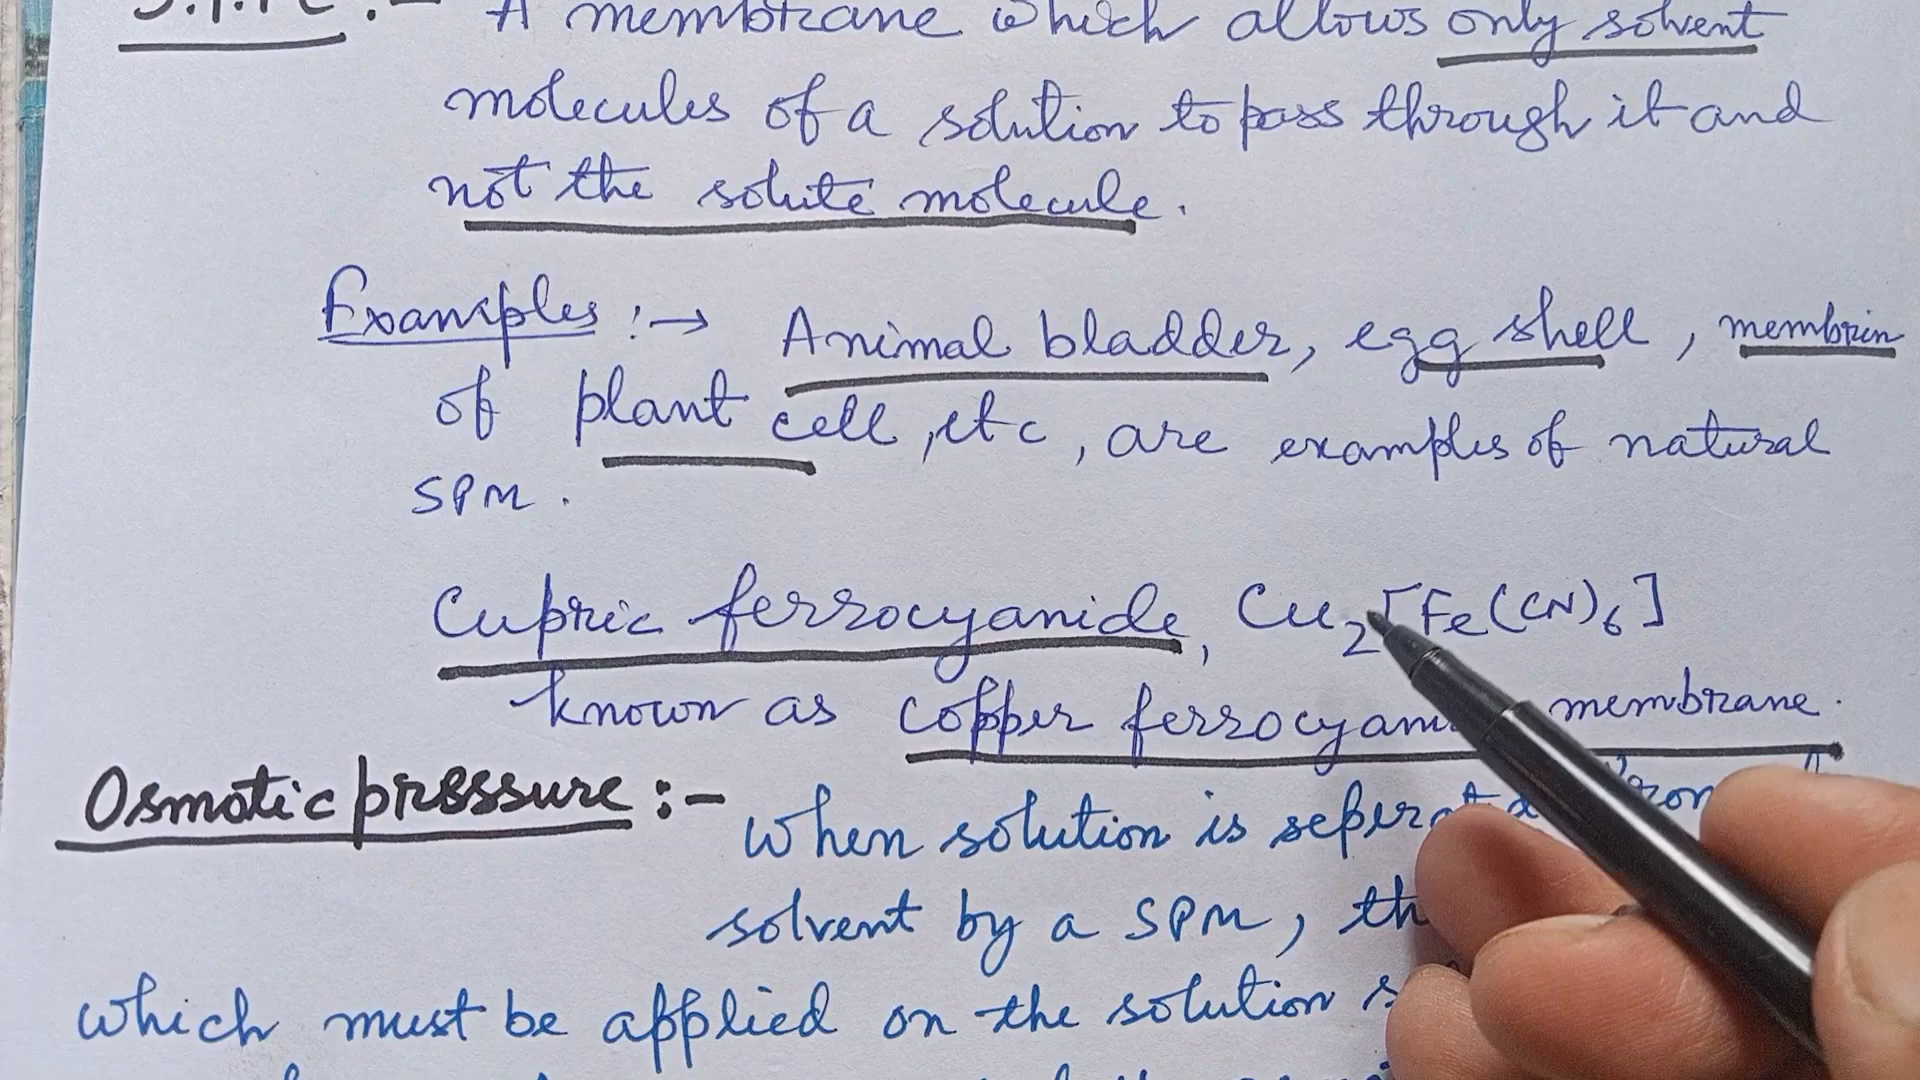 A membrane which allows only solvent
molecules of a solution to pass through it and
not the solute molecule.
Examples :→ Animal bladder, egg shell, membrin
of plant cell, etc, are examples of natural
SPM.
Cupric ferrocyanide, Cu2[Fe(CN)6]
known as copper membrane.
Osmotic pressure :- When solution is
solvent by a SPM,
which must be applied on the solution